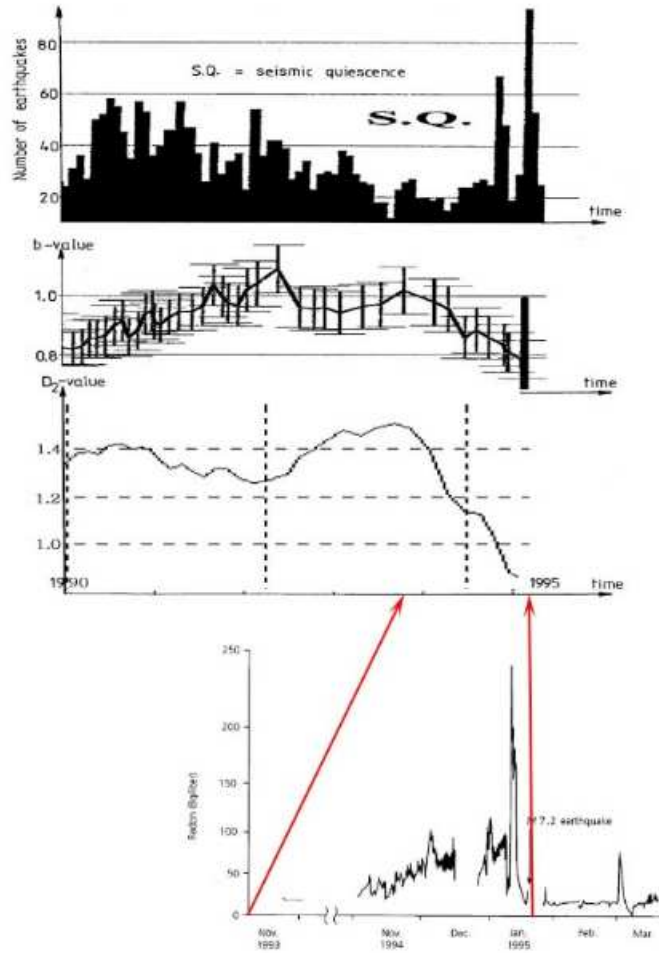 Number of earthquakes
80
60
40
20
S.Q. = seismic quiescence
S.Q.
time
b-value
1.0
0.8
time
D2-value
2
1.4
1.2
1.0
1990
1995
time
250
200
150
100
50
0
Radon (Bq/liter)
M 7.2 earthquake
Nov.
1993
Nov.
1994
Dec.
Jan.
1995
Feb.
Mar